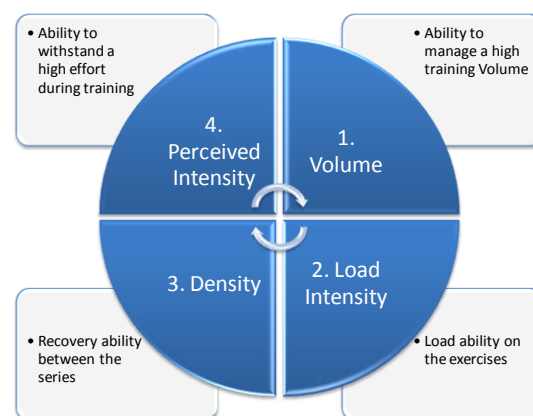 • Ability to
withstand a
high effort
during training
• Ability to
manage a high
training Volume
4.
Perceived
Intensity
1.
Volume
3. Density
2. Load
Intensity
• Recovery ability
between the
series
• Load ability on
the exercises